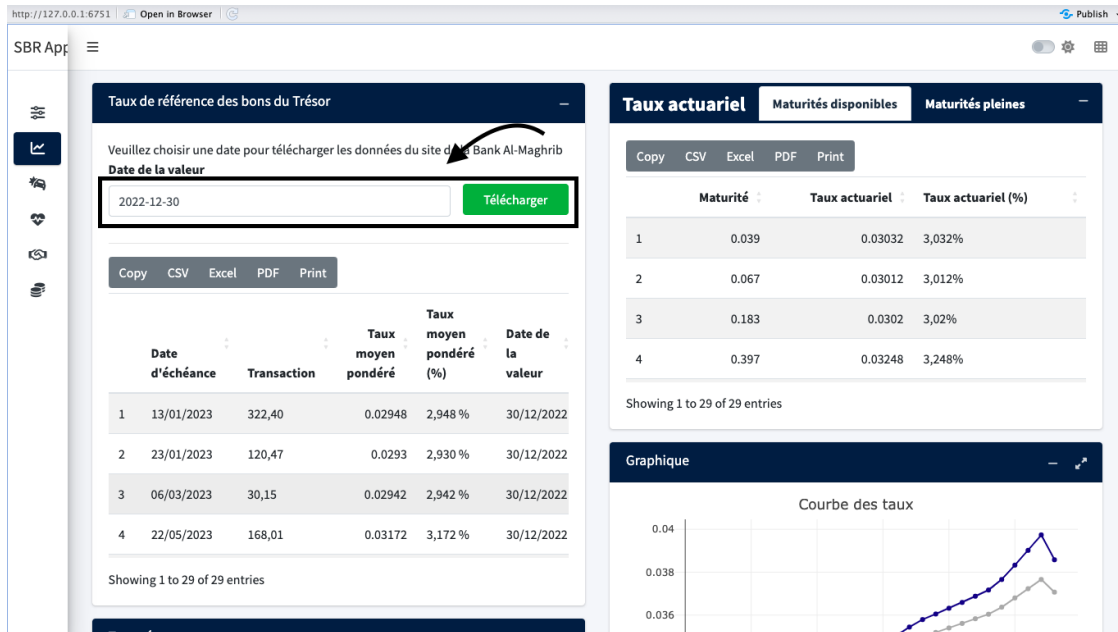 http://127.0.0.1:6751 Open in Browser Publish
SBR App
Taux de référence des bons du Trésor
Veuillez choisir une date pour télécharger les données du site de la Bank Al-Maghrib
Date de la valeur
2022-12-30 Télécharger
Copy CSV Excel PDF Print
Date d'échéance Transaction Taux moyen pondéré Taux moyen pondéré (%) Date de la valeur
1 13/01/2023 322,40 0.02948 2,948 % 30/12/2022
2 23/01/2023 120,47 0.0293 2,930 % 30/12/2022
3 06/03/2023 30,15 0.02942 2,942 % 30/12/2022
4 22/05/2023 168,01 0.03172 3,172 % 30/12/2022
Showing 1 to 29 of 29 entries
Taux actuariel Maturités disponibles Maturités pleines
Copy CSV Excel PDF Print
Maturité Taux actuariel Taux actuariel (%)
1 0.039 0.03032 3,032%
2 0.067 0.03012 3,012%
3 0.183 0.0302 3,02%
4 0.397 0.03248 3,248%
Showing 1 to 29 of 29 entries
Graphique
Courbe des taux
0.04
0.038
0.036